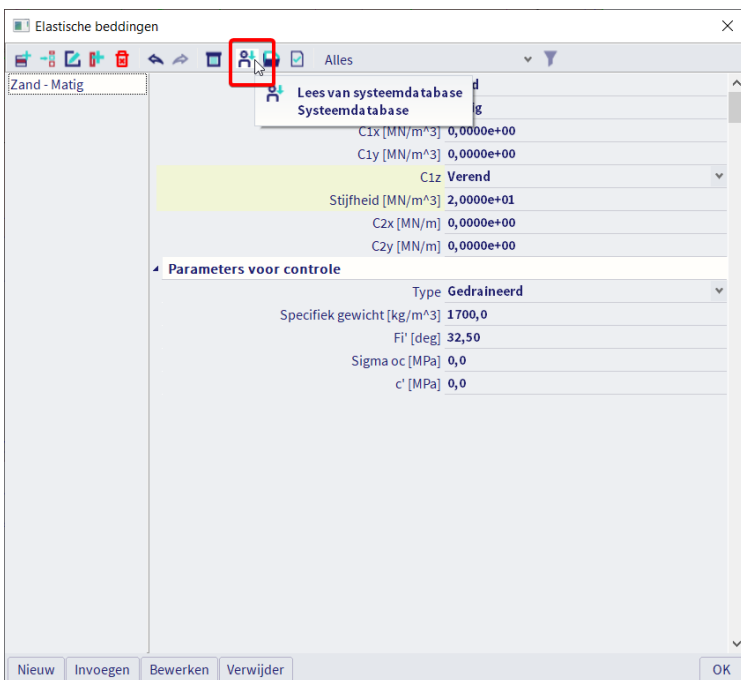 Elastische beddingen
Alles
Zand - Matig
Lees van systeemdatabase
Systeemdatabase
C1x [MN/m^3] 0,0000e+00
C1y [MN/m^3] 0,0000e+00
C1z Verend
Stijfheid [MN/m^3] 2,0000e+01
C2x [MN/m] 0,0000e+00
C2y [MN/m] 0,0000e+00
Parameters voor controle
Type Gedraineerd
Specifiek gewicht [kg/m^3] 1700,0
Fi' [deg] 32,50
Sigma oc [MPa] 0,0
c' [MPa] 0,0
Nieuw Invoegen Bewerken Verwijder OK